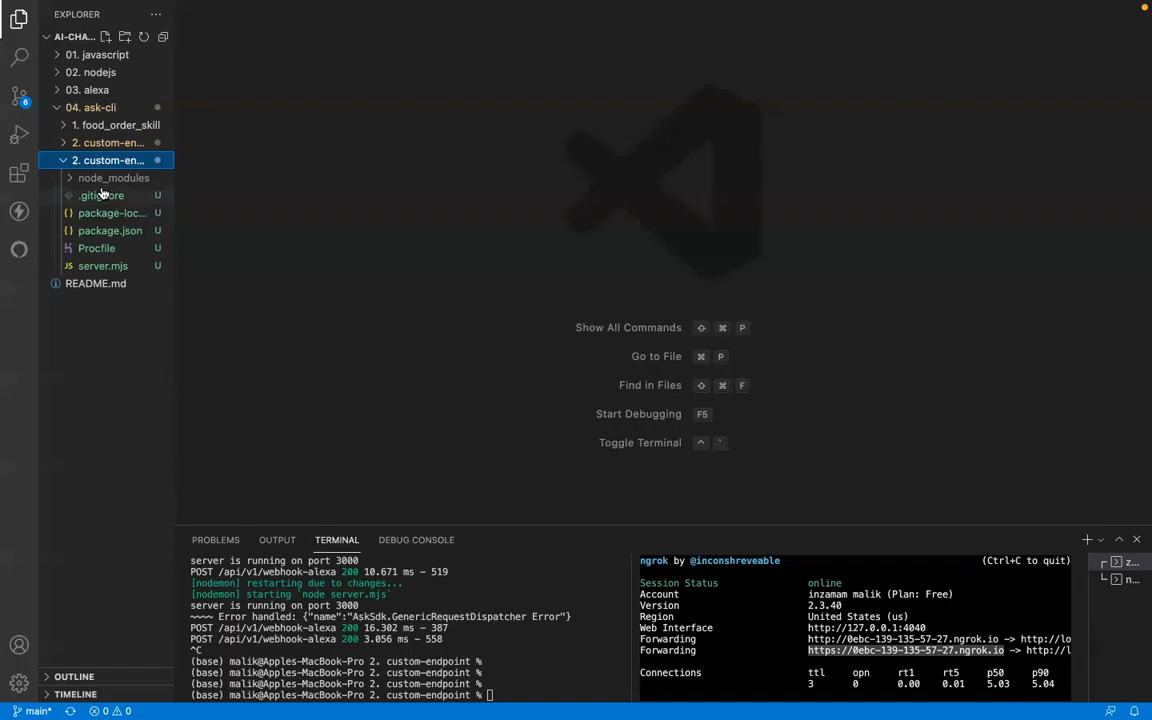 EXPLORER
AI-CHA...
01. javascript
02. nodejs
03. alexa
04. ask-cli
1. food_order_skill
2. custom-en...
2. custom-en...
node_modules
.gitignore U
package-loc... U
package.json U
Procfile U
JS server.mjs U
README.md
6
OUTLINE
TIMELINE
main*
0 0
Show All Commands ⇧ ⌘ P
Go to File ⌘ P
Find in Files ⇧ ⌘ F
Start Debugging F5
Toggle Terminal ^ `
PROBLEMS OUTPUT TERMINAL DEBUG CONSOLE
z...
n...
server is running on port 3000
POST /api/v1/webhook-alexa 200 10.671 ms - 519
[nodemon] restarting due to changes...
[nodemon] starting `node server.mjs`
server is running on port 3000
~~~~ Error handled: {"name":"AskSdk.GenericRequestDispatcher Error"}
POST /api/v1/webhook-alexa 200 16.302 ms - 387
POST /api/v1/webhook-alexa 200 3.056 ms - 558
^C
(base) malik@Apples-MacBook-Pro 2. custom-endpoint %
(base) malik@Apples-MacBook-Pro 2. custom-endpoint %
(base) malik@Apples-MacBook-Pro 2. custom-endpoint %
(base) malik@Apples-MacBook-Pro 2. custom-endpoint %
ngrok by @inconshreveable (Ctrl+C to quit)
Session Status online
Account inzamam malik (Plan: Free)
Version 2.3.40
Region United States (us)
Web Interface http://127.0.0.1:4040
Forwarding http://0ebc-139-135-57-27.ngrok.io -> http://lo
Forwarding https://0ebc-139-135-57-27.ngrok.io -> http://l
Connections ttl opn rt1 rt5 p50 p90
3 0 0.00 0.01 5.03 5.04